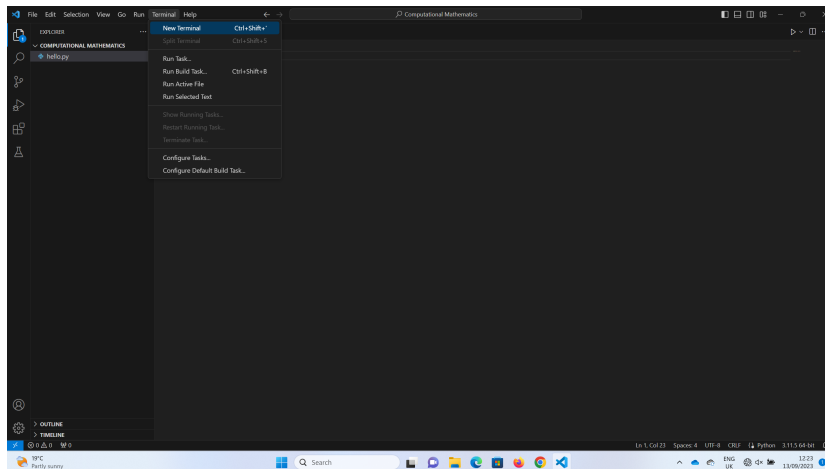 File Edit Selection View Go Run Terminal Help
Computational Mathematics
EXPLORER
COMPUTATIONAL MATHEMATICS
hello.py
New Terminal Ctrl+Shift+`
Split Terminal Ctrl+Shift+5
Run Task...
Run Build Task... Ctrl+Shift+B
Run Active File
Run Selected Text
Show Running Tasks...
Restart Running Task...
Terminate Task...
Configure Tasks...
Configure Default Build Task...
OUTLINE
TIMELINE
0 0 0
Ln 1, Col 23 Spaces: 4 UTF-8 CRLF Python 3.11.5 64-bit
19°C
Partly sunny
Search
ENG
UK
12:23
13/09/2023